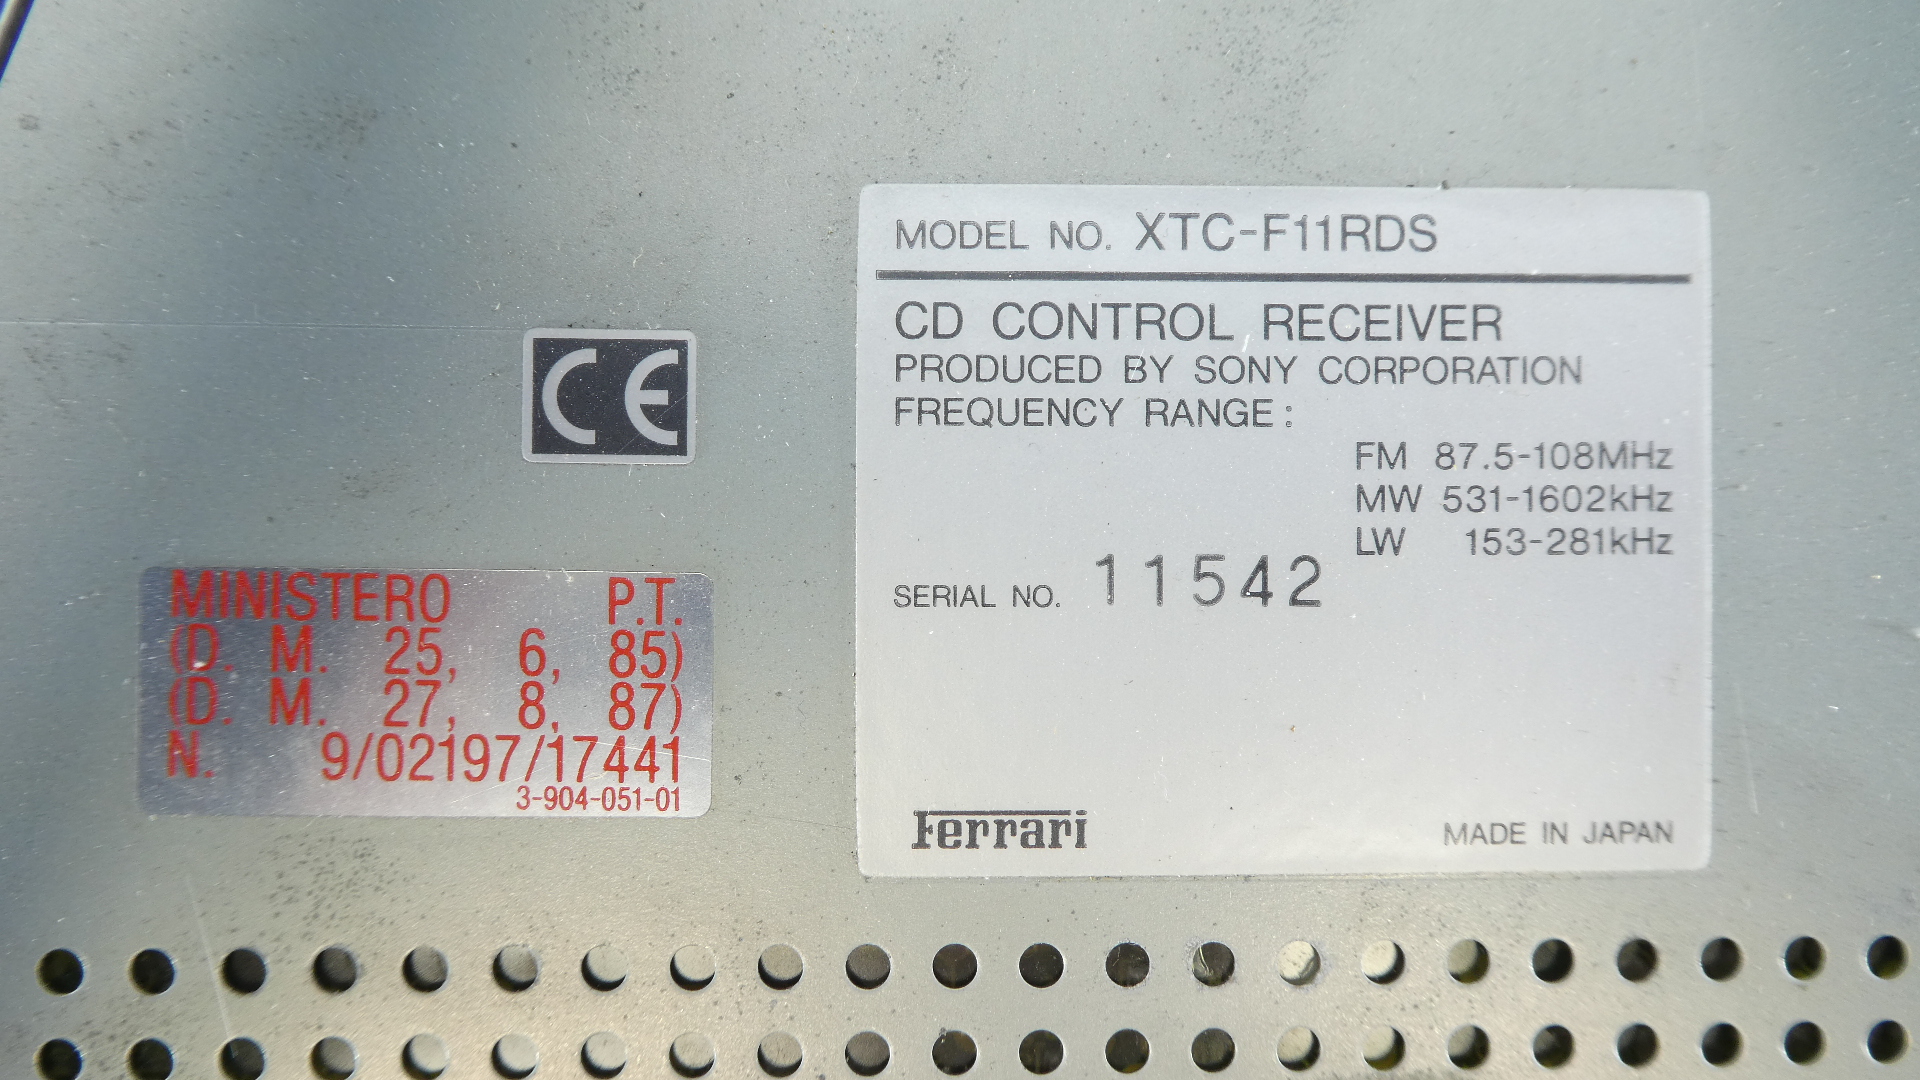 MODEL NO. XTC-F11RDS
CD CONTROL RECEIVER
PRODUCED BY SONY CORPORATION
FREQUENCY RANGE:
FM 87.5-108MHz
MW 531-1602kHz
LW 153-281kHz
SERIAL NO. 11542
Ferrari MADE IN JAPAN
CE
MINISTERO P.T.
(D. M. 25, 6, 85)
(D. M. 27, 8, 87)
N. 9/02197/17441
3-904-051-01